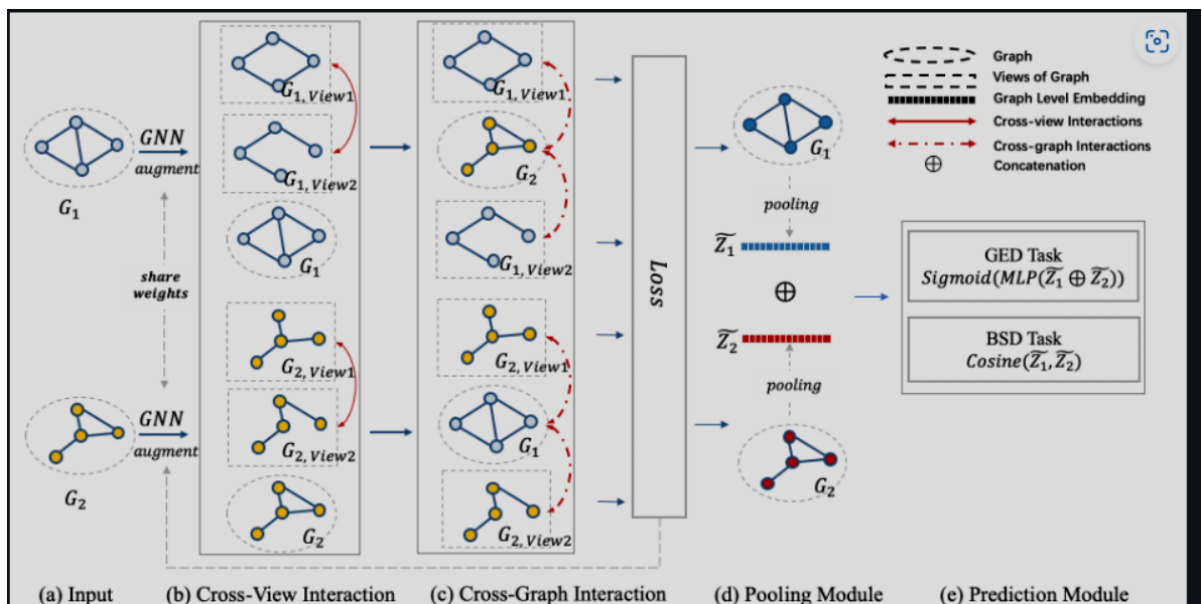 G1
GNN
augment
share
weights
G2
GNN
augment
G1,View1
G1,View2
G1
G2,View1
G2,View2
G2
G1,View1
G2
G1,View2
G2,View1
G1
G2,View2
Loss
G1
pooling
Z̃1
⊕
Z̃2
pooling
G2
Graph
Views of Graph
Graph Level Embedding
Cross-view Interactions
Cross-graph Interactions
⊕ Concatenation
GED Task
Sigmoid(MLP(Z̃1 ⊕ Z̃2))
BSD Task
Cosine(Z̃1, Z̃2)
(a) Input
(b) Cross-View Interaction
(c) Cross-Graph Interaction
(d) Pooling Module
(e) Prediction Module